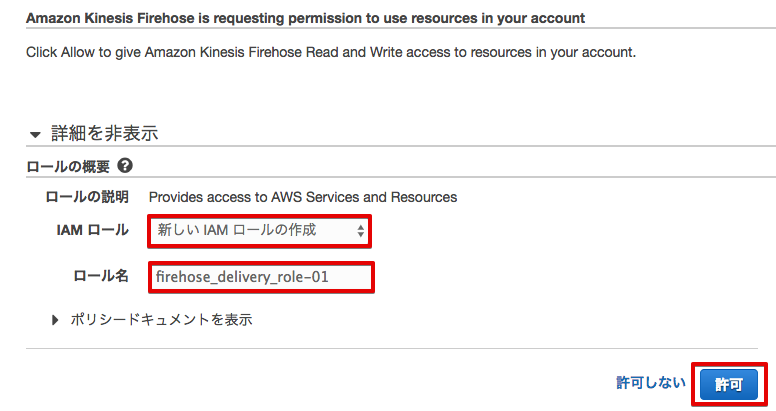 Amazon Kinesis Firehose is requesting permission to use resources in your account
Click Allow to give Amazon Kinesis Firehose Read and Write access to resources in your account.
▼ 詳細を非表示
ロールの概要 ?
ロールの説明 Provides access to AWS Services and Resources
IAM ロール 新しい IAM ロールの作成
ロール名 firehose_delivery_role-01
▶ ポリシードキュメントを表示
許可しない 許可